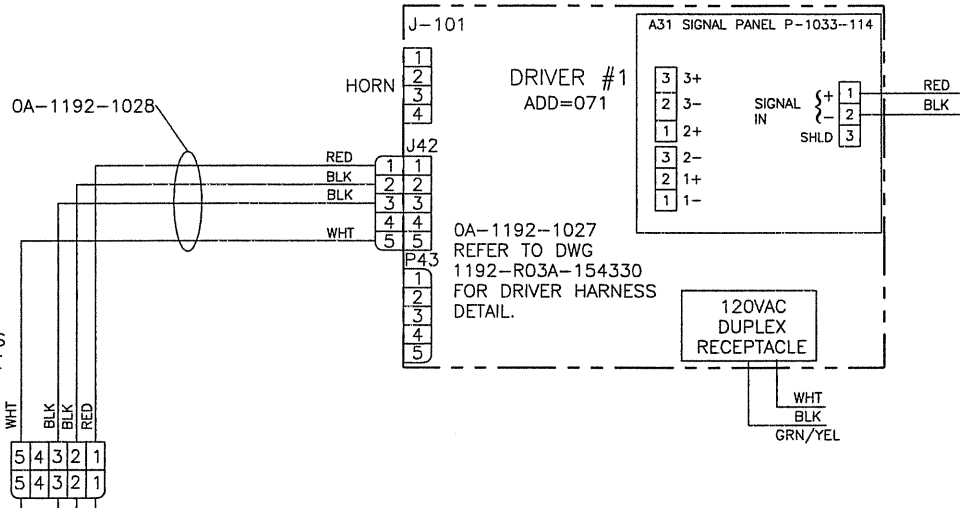 J-101
A31 SIGNAL PANEL P-1033-114
1
2
3
4
HORN
DRIVER #1
ADD=071
3 3+
2 3-
1 2+
3 2-
2 1+
1 1-
SIGNAL
IN
+ 1
- 2
SHLD 3
RED
BLK
0A-1192-1028
J42
RED 1 1
BLK 2 2
BLK 3 3
4 4
WHT 5 5
P43
1
2
3
4
5
0A-1192-1027
REFER TO DWG
1192-R03A-154330
FOR DRIVER HARNESS
DETAIL.
120VAC
DUPLEX
RECEPTACLE
WHT
BLK
GRN/YEL
S
WHT
BLK
BLK
RED
5 4 3 2 1
5 4 3 2 1